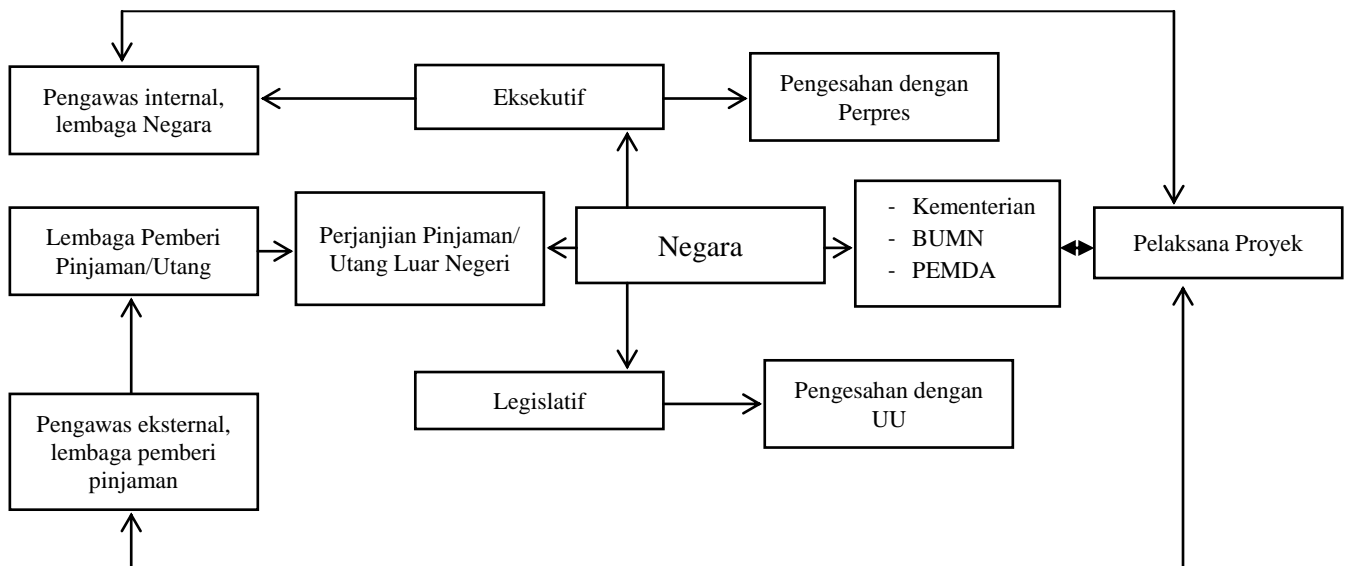 Pengawas internal,
lembaga Negara
Eksekutif
Pengesahan dengan
Perpres
Lembaga Pemberi
Pinjaman/Utang
Perjanjian Pinjaman/
Utang Luar Negeri
Negara
- Kementerian
- BUMN
- PEMDA
Pelaksana Proyek
Pengawas eksternal,
lembaga pemberi
pinjaman
Legislatif
Pengesahan dengan
UU